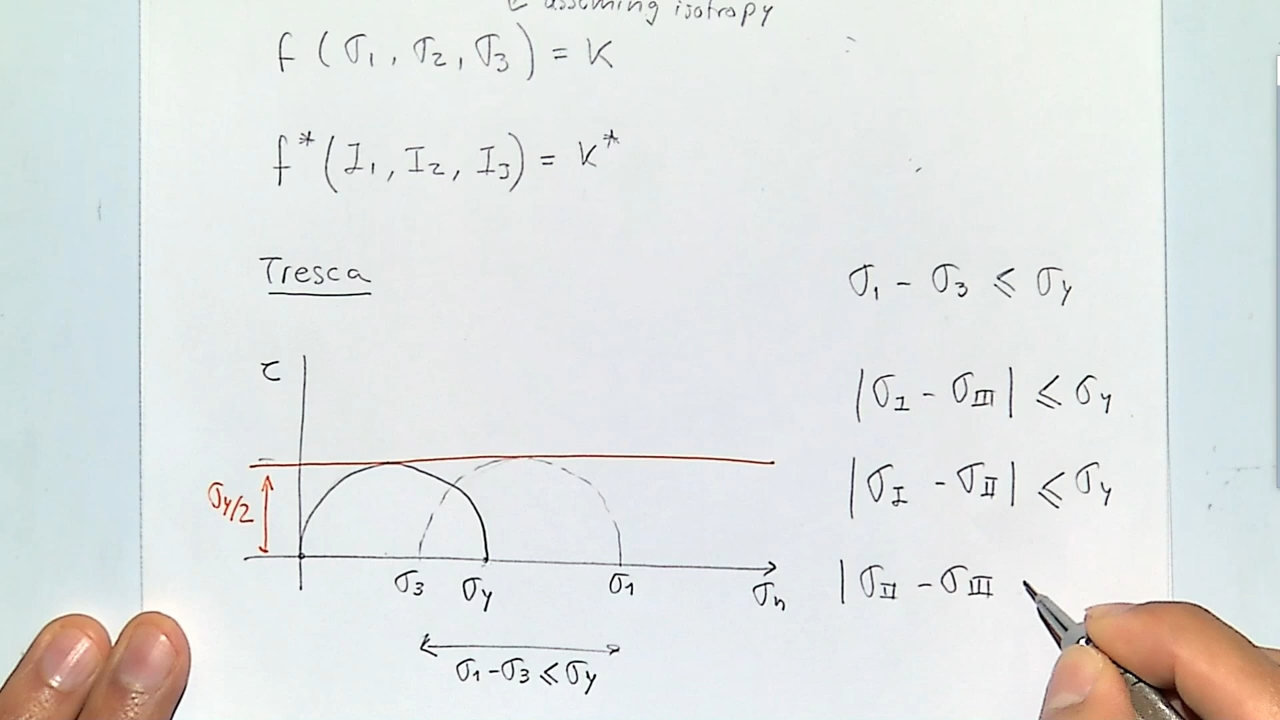 assuming isotropy
f (σ₁, σ₂, σ₃) = K
f* (I₁, I₂, I₃) = K*
Tresca
τ
σy/2
σ₃
σy
σ₁
σn
σ₁-σ₃ ≤ σy
σ₁ - σ₃ ≤ σy
|σI - σIII| ≤ σy
|σI - σII| ≤ σy
|σII - σIII